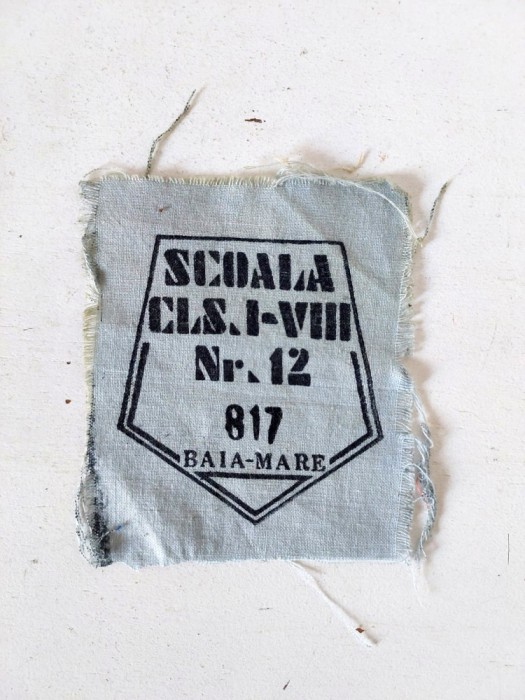 SCOALA
CLS. I-VIII
Nr. 12
817
BAIA-MARE